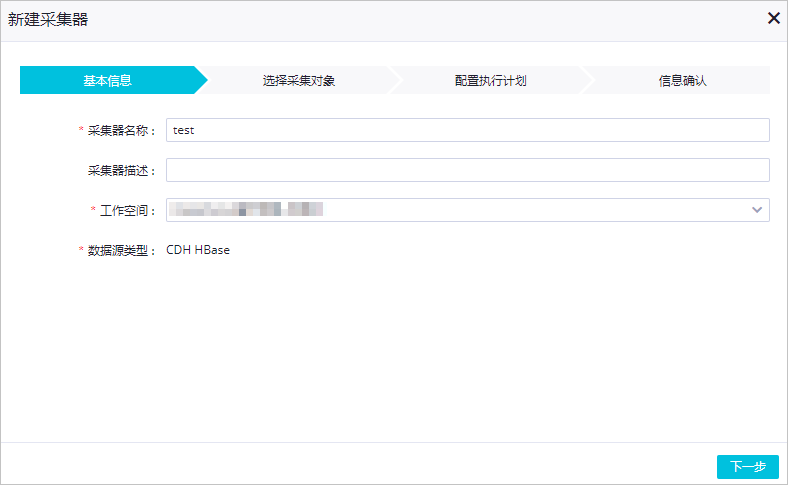 新建采集器
基本信息 选择采集对象 配置执行计划 信息确认
* 采集器名称： test
采集器描述：
* 工作空间：
* 数据源类型： CDH HBase
下一步